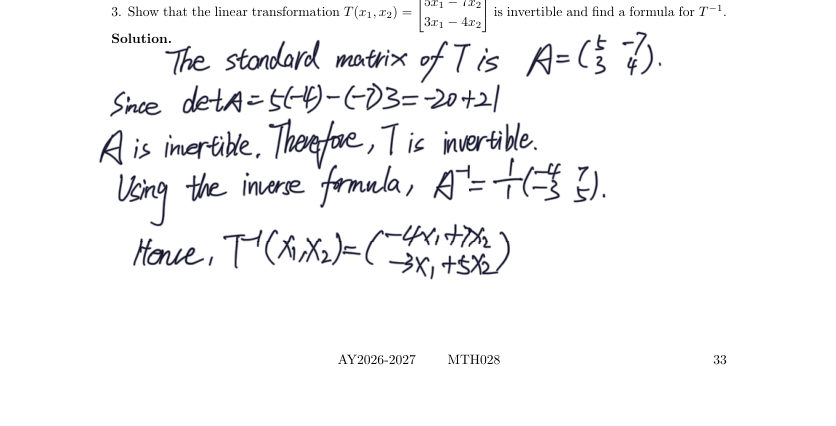 3. Show that the linear transformation T(x₁, x₂) = [5x₁ − 7x₂; 3x₁ − 4x₂] is invertible and find a formula for T⁻¹.
Solution.
The standard matrix of T is A = (5 -7; 3 4).
Since det A = 5(-4)-(-7)3 = -20+21
A is invertible. Therefore, T is invertible.
Using the inverse formula, A⁻¹ = 1/1 (-4 7; -3 5).
Hence, T⁻¹(x₁,x₂) = (-4x₁+7x₂; -3x₁+5x₂)
AY2026-2027 MTH028 33